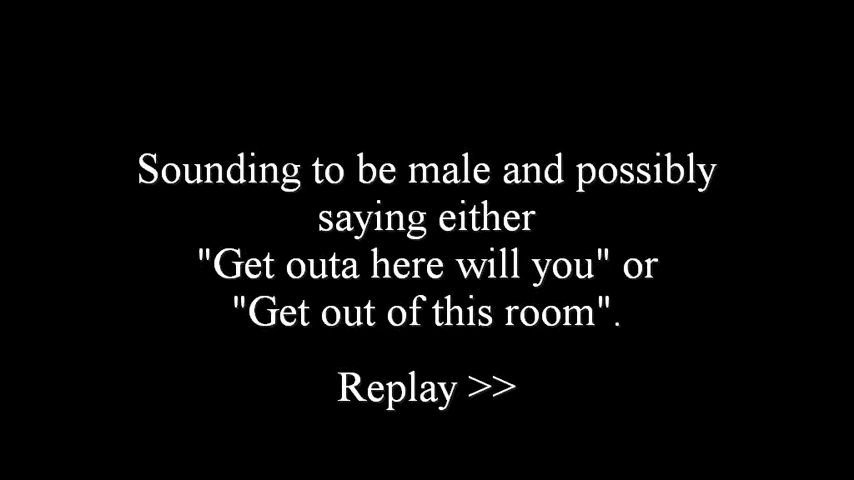 Sounding to be male and possibly
saying either
"Get outa here will you" or
"Get out of this room".
Replay >>